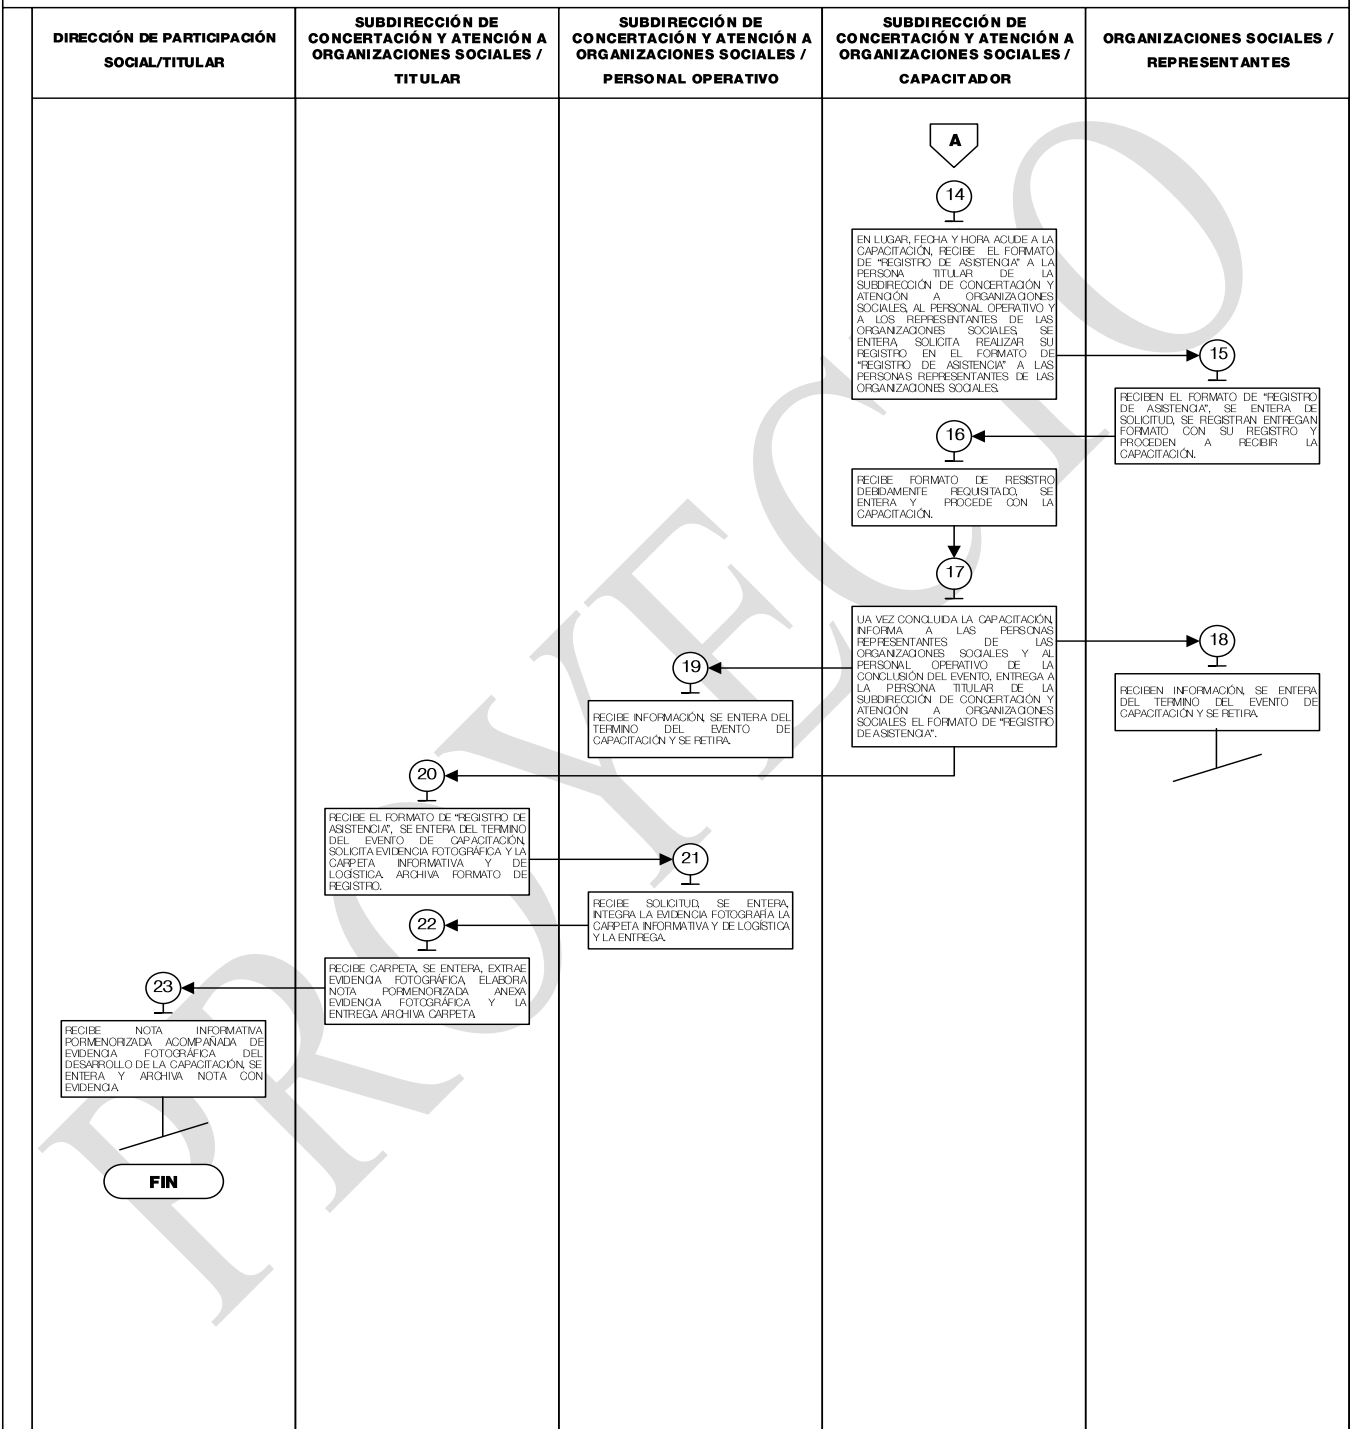 DIRECCIÓN DE PARTICIPACIÓN
SOCIAL/TITULAR
SUBDIRECCIÓN DE
CONCERTACIÓN Y ATENCIÓN A
ORGANIZACIONES SOCIALES /
TITULAR
SUBDIRECCIÓN DE
CONCERTACIÓN Y ATENCIÓN A
ORGANIZACIONES SOCIALES /
PERSONAL OPERATIVO
SUBDIRECCIÓN DE
CONCERTACIÓN Y ATENCIÓN A
ORGANIZACIONES SOCIALES /
CAPACITADOR
ORGANIZACIONES SOCIALES /
REPRESENTANTES
PROYECTO
A
14
EN LUGAR, FECHA Y HORA ACUDE A LA
CAPACITACIÓN, RECIBE EL FORMATO
DE "REGISTRO DE ASISTENCIA" A LA
PERSONA TITULAR DE LA
SUBDIRECCIÓN DE CONCERTACIÓN Y
ATENCIÓN A ORGANIZACIONES
SOCIALES, AL PERSONAL OPERATIVO Y
A LOS REPRESENTANTES DE LAS
ORGANIZACIONES SOCIALES, SE
ENTERA, SOLICITA REALIZAR SU
REGISTRO EN EL FORMATO DE
"REGISTRO DE ASISTENCIA" A LAS
PERSONAS REPRESENTANTES DE LAS
ORGANIZACIONES SOCIALES.
15
RECIBEN EL FORMATO DE "REGISTRO
DE ASISTENCIA", SE ENTERA DE
SOLICITUD, SE REGISTRAN ENTREGAN
FORMATO CON SU REGISTRO Y
PROCEDEN A RECIBIR LA
CAPACITACIÓN.
16
RECIBE FORMATO DE RESISTRO
DEBIDAMENTE REQUISITADO, SE
ENTERA Y PROCEDE CON LA
CAPACITACIÓN.
17
UA VEZ CONCLUIDA LA CAPACITACIÓN,
INFORMA A LAS PERSONAS
REPRESENTANTES DE LAS
ORGANIZACIONES SOCIALES Y AL
PERSONAL OPERATIVO DE LA
CONCLUSIÓN DEL EVENTO, ENTREGA A
LA PERSONA TITULAR DE LA
SUBDIRECCIÓN DE CONCERTACIÓN Y
ATENCIÓN A ORGANIZACIONES
SOCIALES EL FORMATO DE "REGISTRO
DE ASISTENCIA".
18
RECIBEN INFORMACIÓN, SE ENTERA
DEL TERMINO DEL EVENTO DE
CAPACITACIÓN Y SE RETIRA.
19
RECIBE INFORMACIÓN, SE ENTERA DEL
TERMINO DEL EVENTO DE
CAPACITACIÓN Y SE RETIRA.
20
RECIBE EL FORMATO DE "REGISTRO DE
ASISTENCIA", SE ENTERA DEL TERMINO
DEL EVENTO DE CAPACITACIÓN,
SOLICITA EVIDENCIA FOTOGRÁFICA Y LA
CARPETA INFORMATIVA Y DE
LOGÍSTICA. ARCHIVA FORMATO DE
REGISTRO.
21
RECIBE SOLICITUD, SE ENTERA,
INTEGRA LA EVIDENCIA FOTOGRAFÍA LA
CARPETA INFORMATIVA Y DE LOGÍSTICA
Y LA ENTREGA.
22
RECIBE CARPETA, SE ENTERA, EXTRAE
EVIDENCIA FOTOGRÁFICA, ELABORA
NOTA PORMENORIZADA ANEXA
EVIDENCIA FOTOGRÁFICA Y LA
ENTREGA. ARCHIVA CARPETA.
23
RECIBE NOTA INFORMATIVA
PORMENORIZADA ACOMPAÑADA DE
EVIDENCIA FOTOGRÁFICA DEL
DESARROLLO DE LA CAPACITACIÓN, SE
ENTERA Y ARCHIVA NOTA CON
EVIDENCIA.
FIN